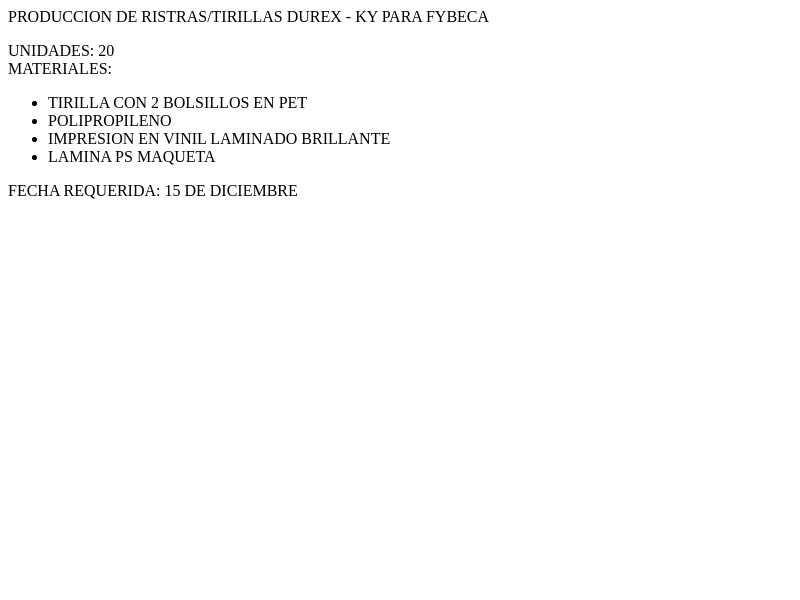 PRODUCCION DE RISTRAS/TIRILLAS DUREX - KY PARA FYBECA
UNIDADES: 20
MATERIALES:
• TIRILLA CON 2 BOLSILLOS EN PET
• POLIPROPILENO
• IMPRESION EN VINIL LAMINADO BRILLANTE
• LAMINA PS MAQUETA
FECHA REQUERIDA: 15 DE DICIEMBRE